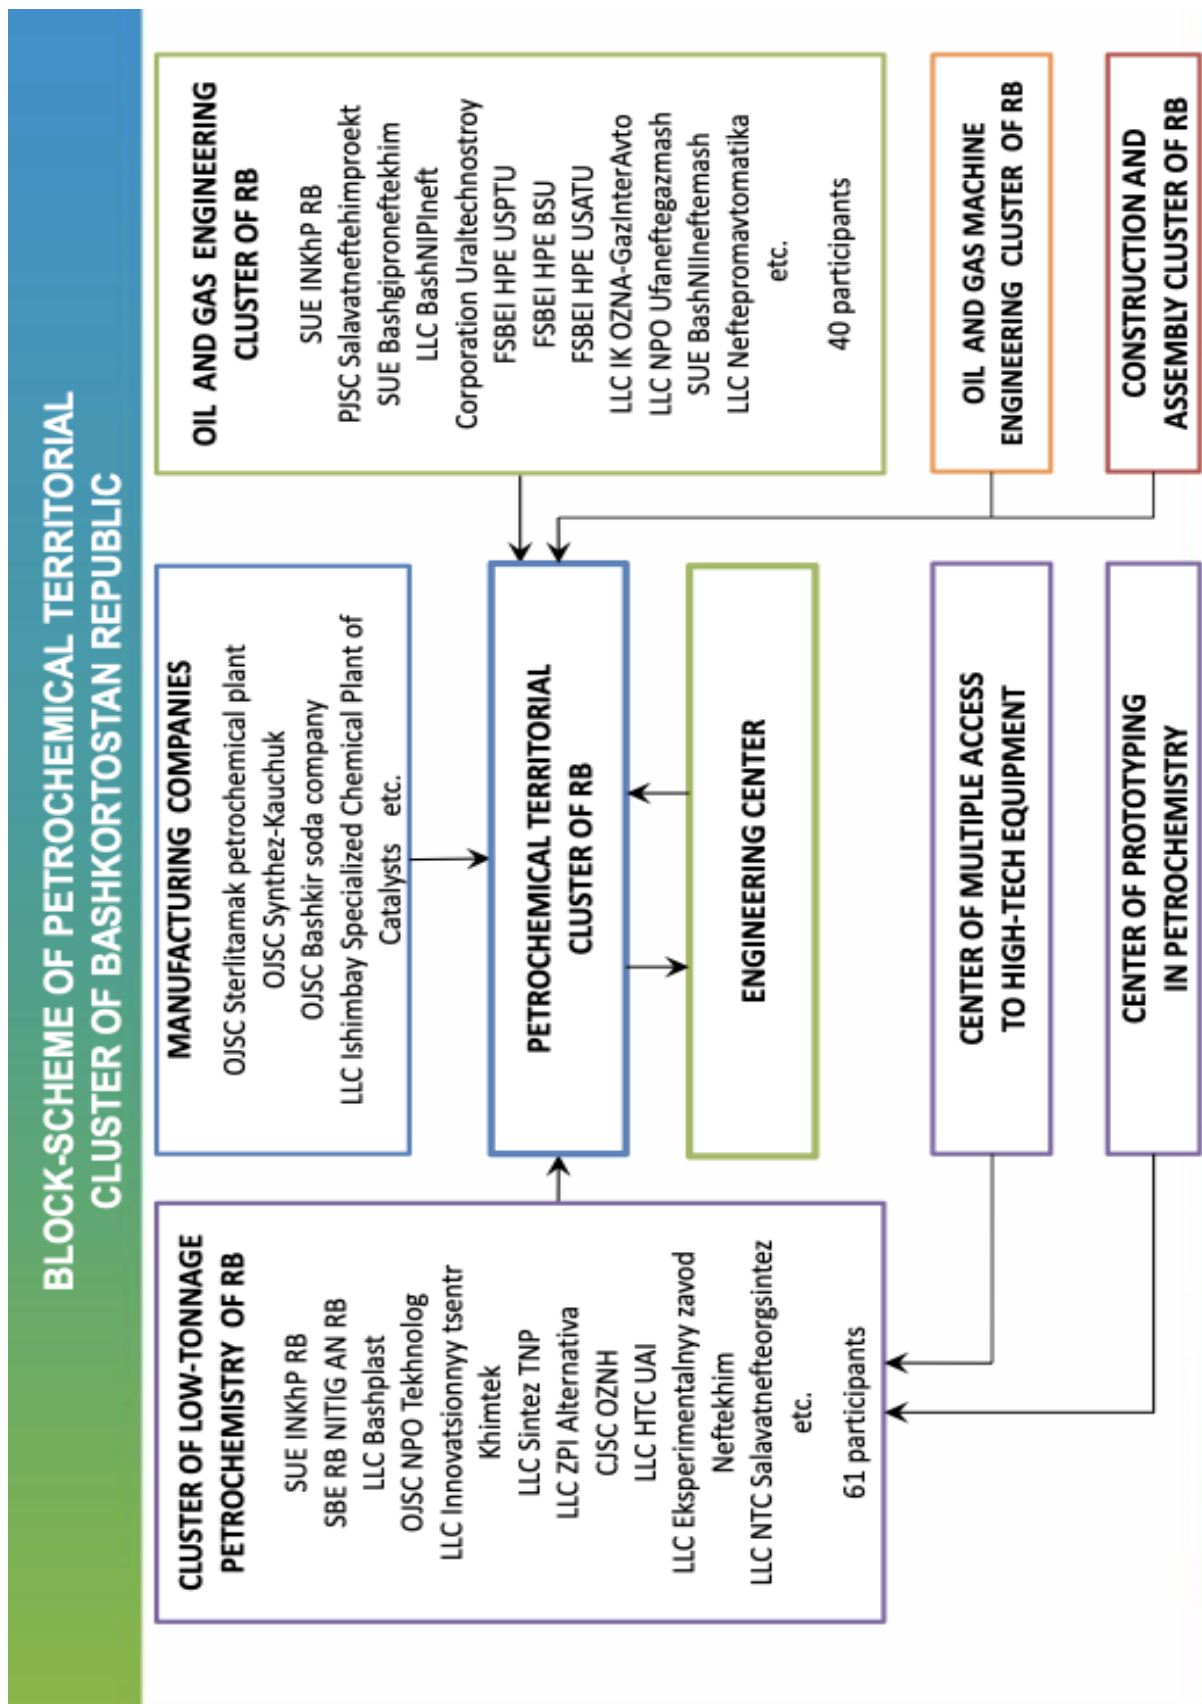 BLOCK-SCHEME OF PETROCHEMICAL TERRITORIAL
CLUSTER OF BASHKORTOSTAN REPUBLIC
CLUSTER OF LOW-TONNAGE
PETROCHEMISTRY OF RB
SUE INKhP RB
SBE RB NITIG AN RB
LLC Bashplast
OJSC NPO Tekhnolog
LLC Innovatsionnyy tsentr
Khimtek
LLC Sintez TNP
LLC ZPI Alternativa
CJSC OZNH
LLC HTC UAI
LLC Eksperimentalnyy zavod
Neftekhim
LLC NTC Salavatnefteorgsintez
etc.
61 participants
MANUFACTURING COMPANIES
OJSC Sterlitamak petrochemical plant
OJSC Synthez-Kauchuk
OJSC Bashkir soda company
LLC Ishimbay Specialized Chemical Plant of
Catalysts etc.
PETROCHEMICAL TERRITORIAL
CLUSTER OF RB
ENGINEERING CENTER
OIL AND GAS ENGINEERING
CLUSTER OF RB
SUE INKhP RB
PJSC Salavatneftehimproekt
SUE Bashgiproneftekhim
LLC BashNIPIneft
Corporation Uraltechnostroy
FSBEI HPE USPTU
FSBEI HPE BSU
FSBEI HPE USATU
LLC IK OZNA-GazInterAvto
LLC NPO Ufaneftegazmash
SUE BashNIIneftemash
LLC Neftepromavtomatika
etc.
40 participants
CENTER OF MULTIPLE ACCESS
TO HIGH-TECH EQUIPMENT
OIL AND GAS MACHINE
ENGINEERING CLUSTER OF RB
CENTER OF PROTOTYPING
IN PETROCHEMISTRY
CONSTRUCTION AND
ASSEMBLY CLUSTER OF RB